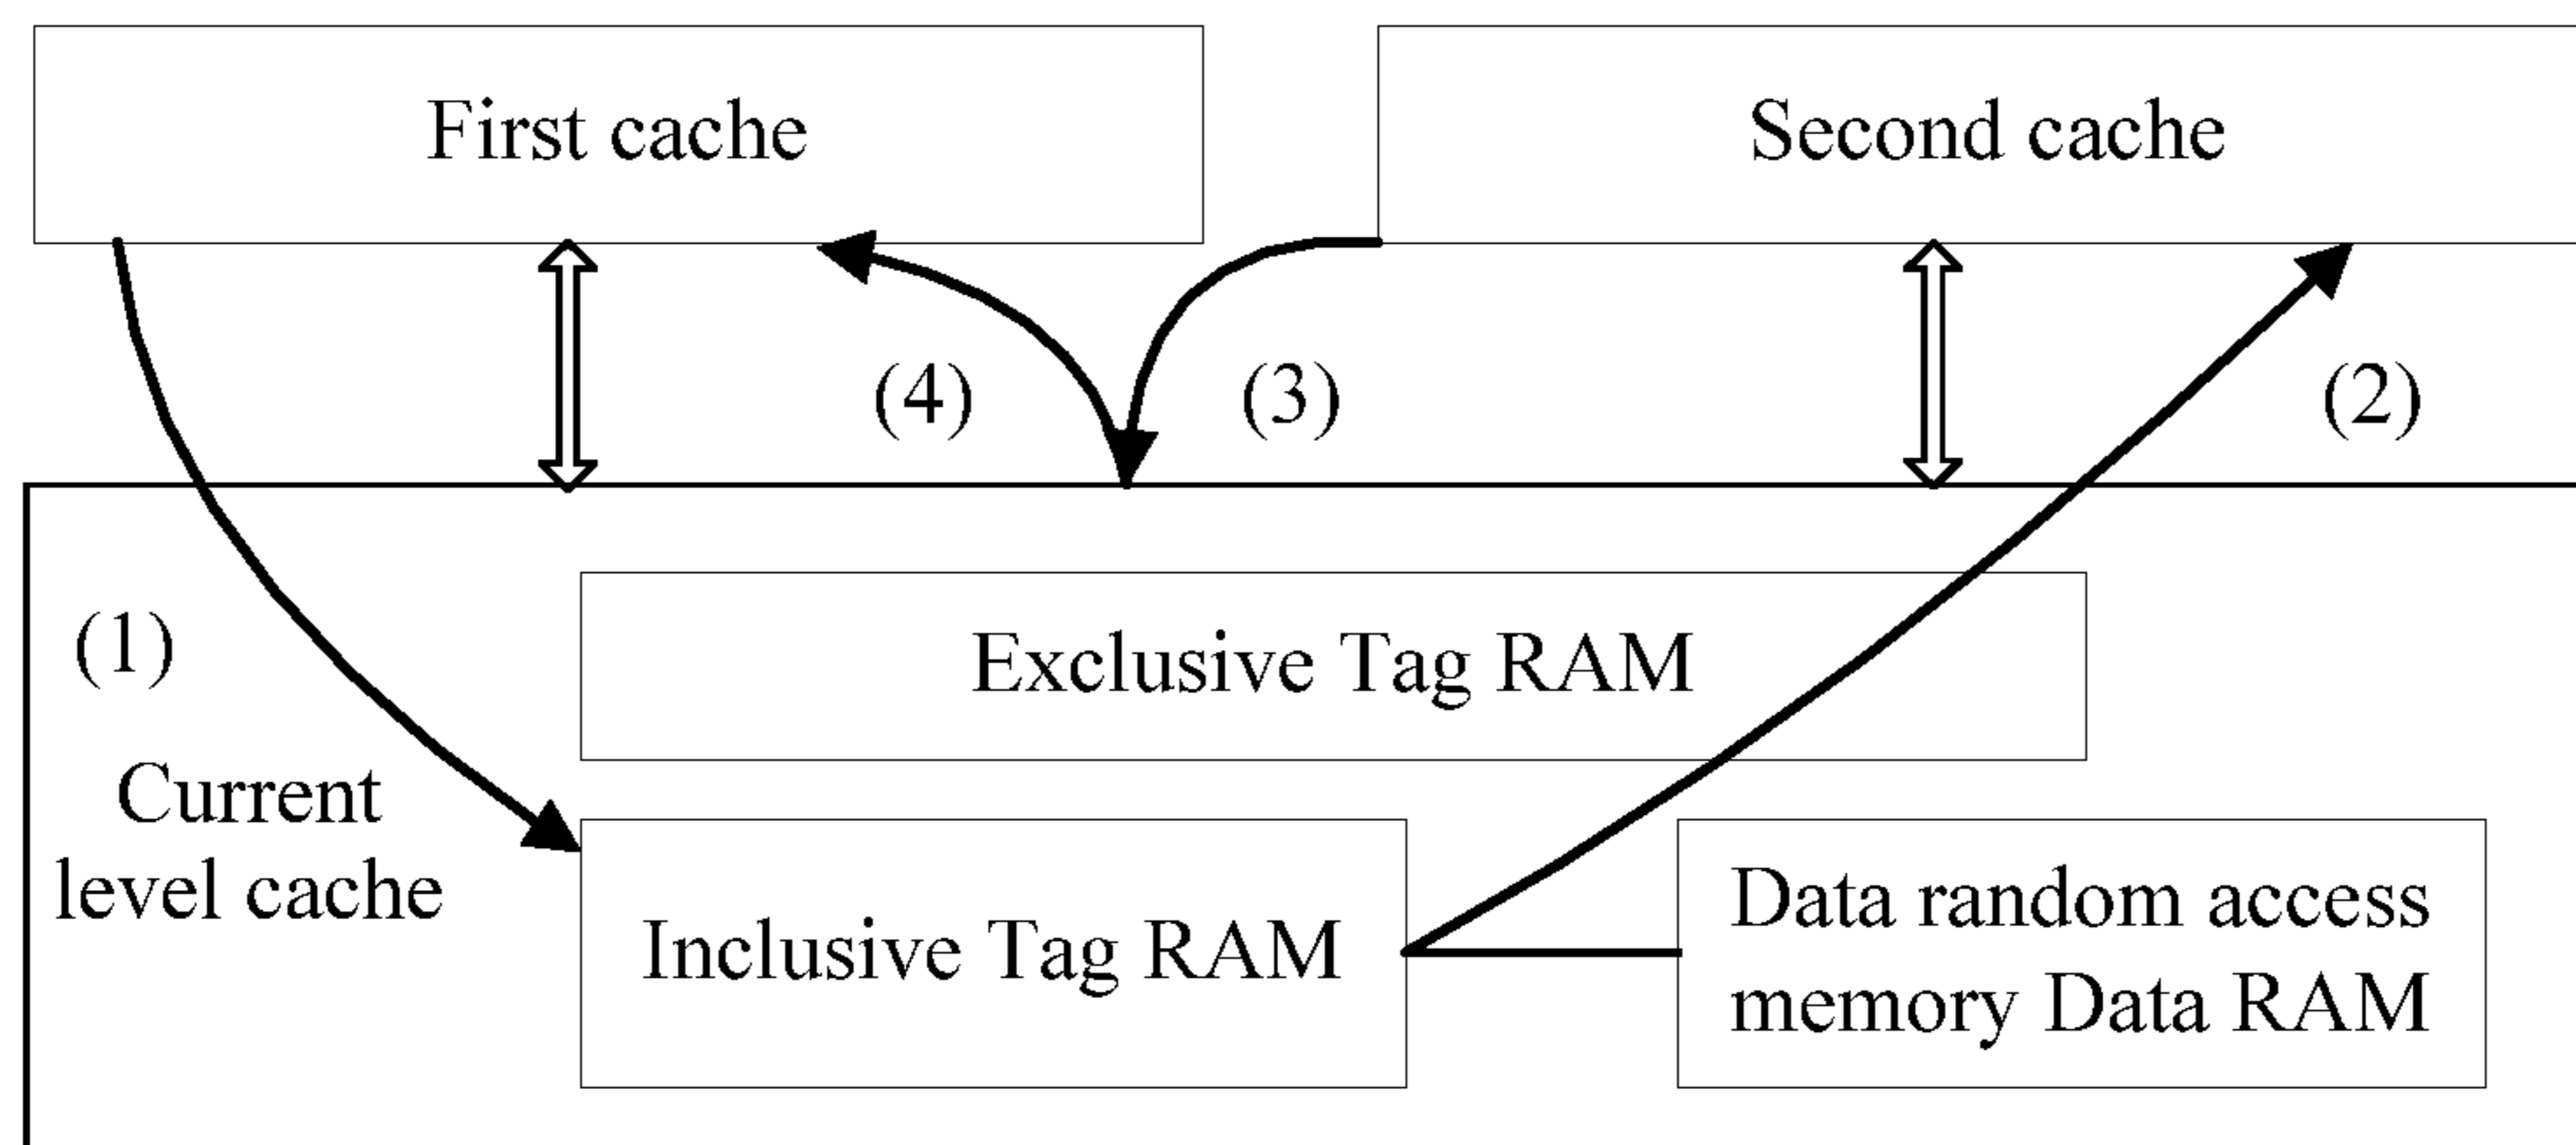 First cache
Second cache
(4)
(3)
(2)
(1)
Exclusive Tag RAM
Current
level cache
Inclusive Tag RAM
Data random access
memory Data RAM